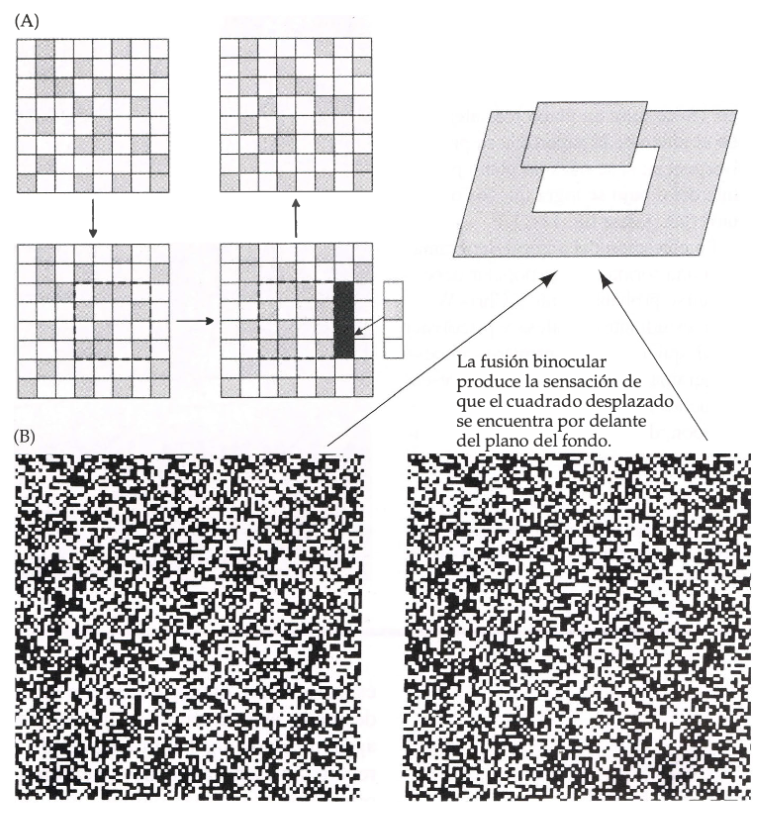 (A)
La fusión binocular
produce la sensación de
que el cuadrado desplazado
se encuentra por delante
del plano del fondo.
(B)